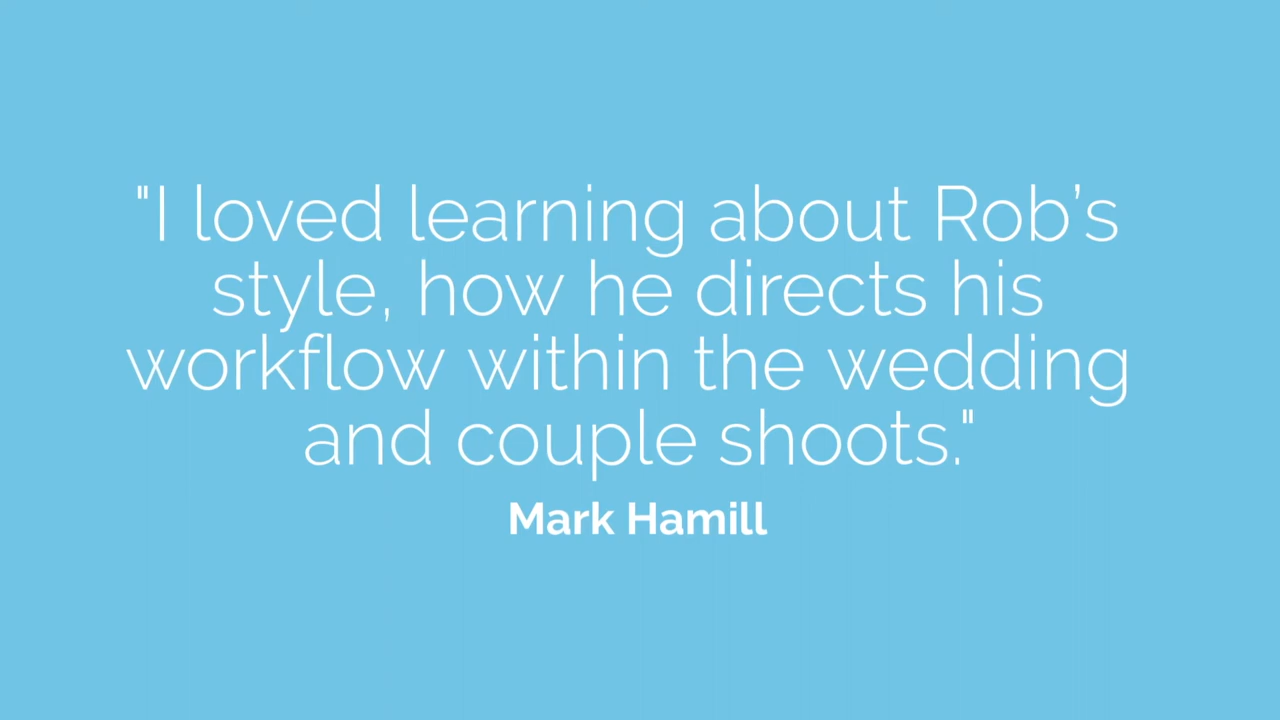 "I loved learning about Rob’s
style, how he directs his
workflow within the wedding
and couple shoots."
Mark Hamill